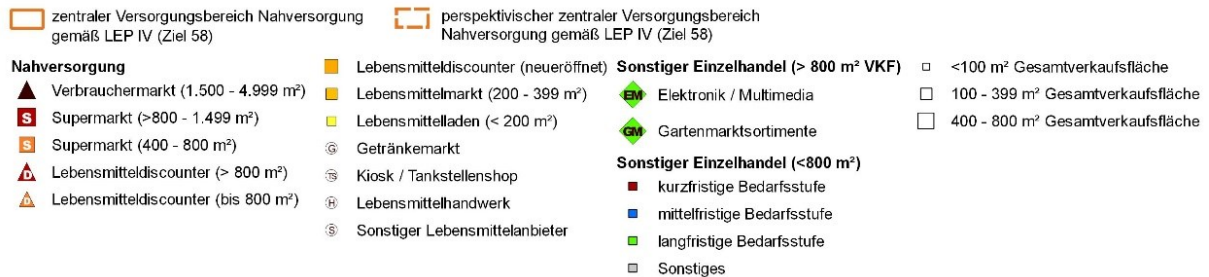 zentraler Versorgungsbereich Nahversorgung
gemäß LEP IV (Ziel 58)
perspektivischer zentraler Versorgungsbereich
Nahversorgung gemäß LEP IV (Ziel 58)
Nahversorgung
Verbrauchermarkt (1.500 - 4.999 m²)
S Supermarkt (>800 - 1.499 m²)
S Supermarkt (400 - 800 m²)
D Lebensmitteldiscounter (> 800 m²)
D Lebensmitteldiscounter (bis 800 m²)
Lebensmitteldiscounter (neueröffnet)
Lebensmittelmarkt (200 - 399 m²)
Lebensmittelladen (< 200 m²)
G Getränkemarkt
TS Kiosk / Tankstellenshop
H Lebensmittelhandwerk
S Sonstiger Lebensmittelanbieter
Sonstiger Einzelhandel (> 800 m² VKF)
EM Elektronik / Multimedia
GM Gartenmarktsortimente
Sonstiger Einzelhandel (<800 m²)
kurzfristige Bedarfsstufe
mittelfristige Bedarfsstufe
langfristige Bedarfsstufe
Sonstiges
<100 m² Gesamtverkaufsfläche
100 - 399 m² Gesamtverkaufsfläche
400 - 800 m² Gesamtverkaufsfläche